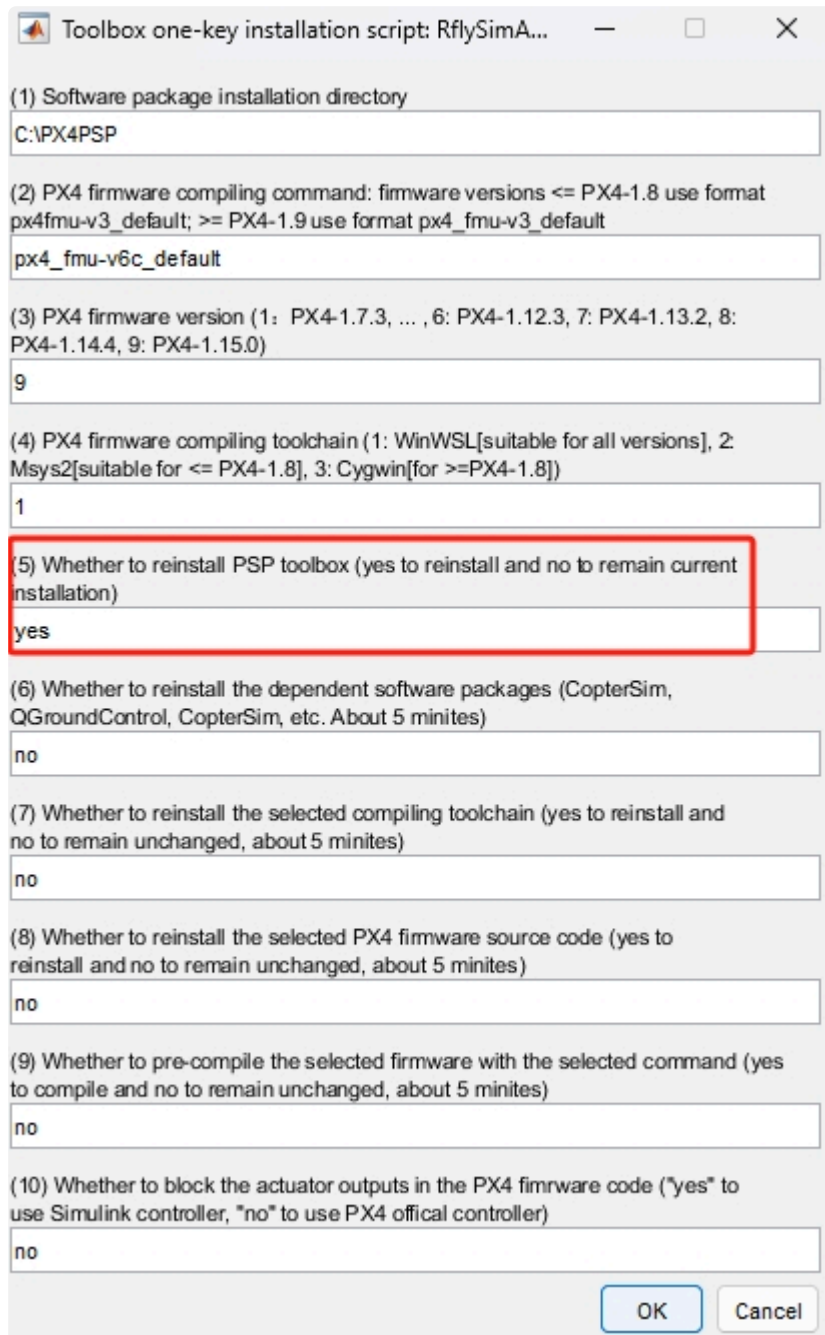 Toolbox one-key installation script: RflySimA...
(1) Software package installation directory
C:\PX4PSP
(2) PX4 firmware compiling command: firmware versions <= PX4-1.8 use format
px4fmu-v3_default; >= PX4-1.9 use format px4_fmu-v3_default
px4_fmu-v6c_default
(3) PX4 firmware version (1：PX4-1.7.3, ... , 6: PX4-1.12.3, 7: PX4-1.13.2, 8:
PX4-1.14.4, 9: PX4-1.15.0)
9
(4) PX4 firmware compiling toolchain (1: WinWSL[suitable for all versions], 2:
Msys2[suitable for <= PX4-1.8], 3: Cygwin[for >=PX4-1.8])
1
(5) Whether to reinstall PSP toolbox (yes to reinstall and no to remain current
installation)
yes
(6) Whether to reinstall the dependent software packages (CopterSim,
QGroundControl, CopterSim, etc. About 5 minites)
no
(7) Whether to reinstall the selected compiling toolchain (yes to reinstall and
no to remain unchanged, about 5 minites)
no
(8) Whether to reinstall the selected PX4 firmware source code (yes to
reinstall and no to remain unchanged, about 5 minites)
no
(9) Whether to pre-compile the selected firmware with the selected command (yes
to compile and no to remain unchanged, about 5 minites)
no
(10) Whether to block the actuator outputs in the PX4 fimrware code ("yes" to
use Simulink controller, "no" to use PX4 offical controller)
no
OK Cancel